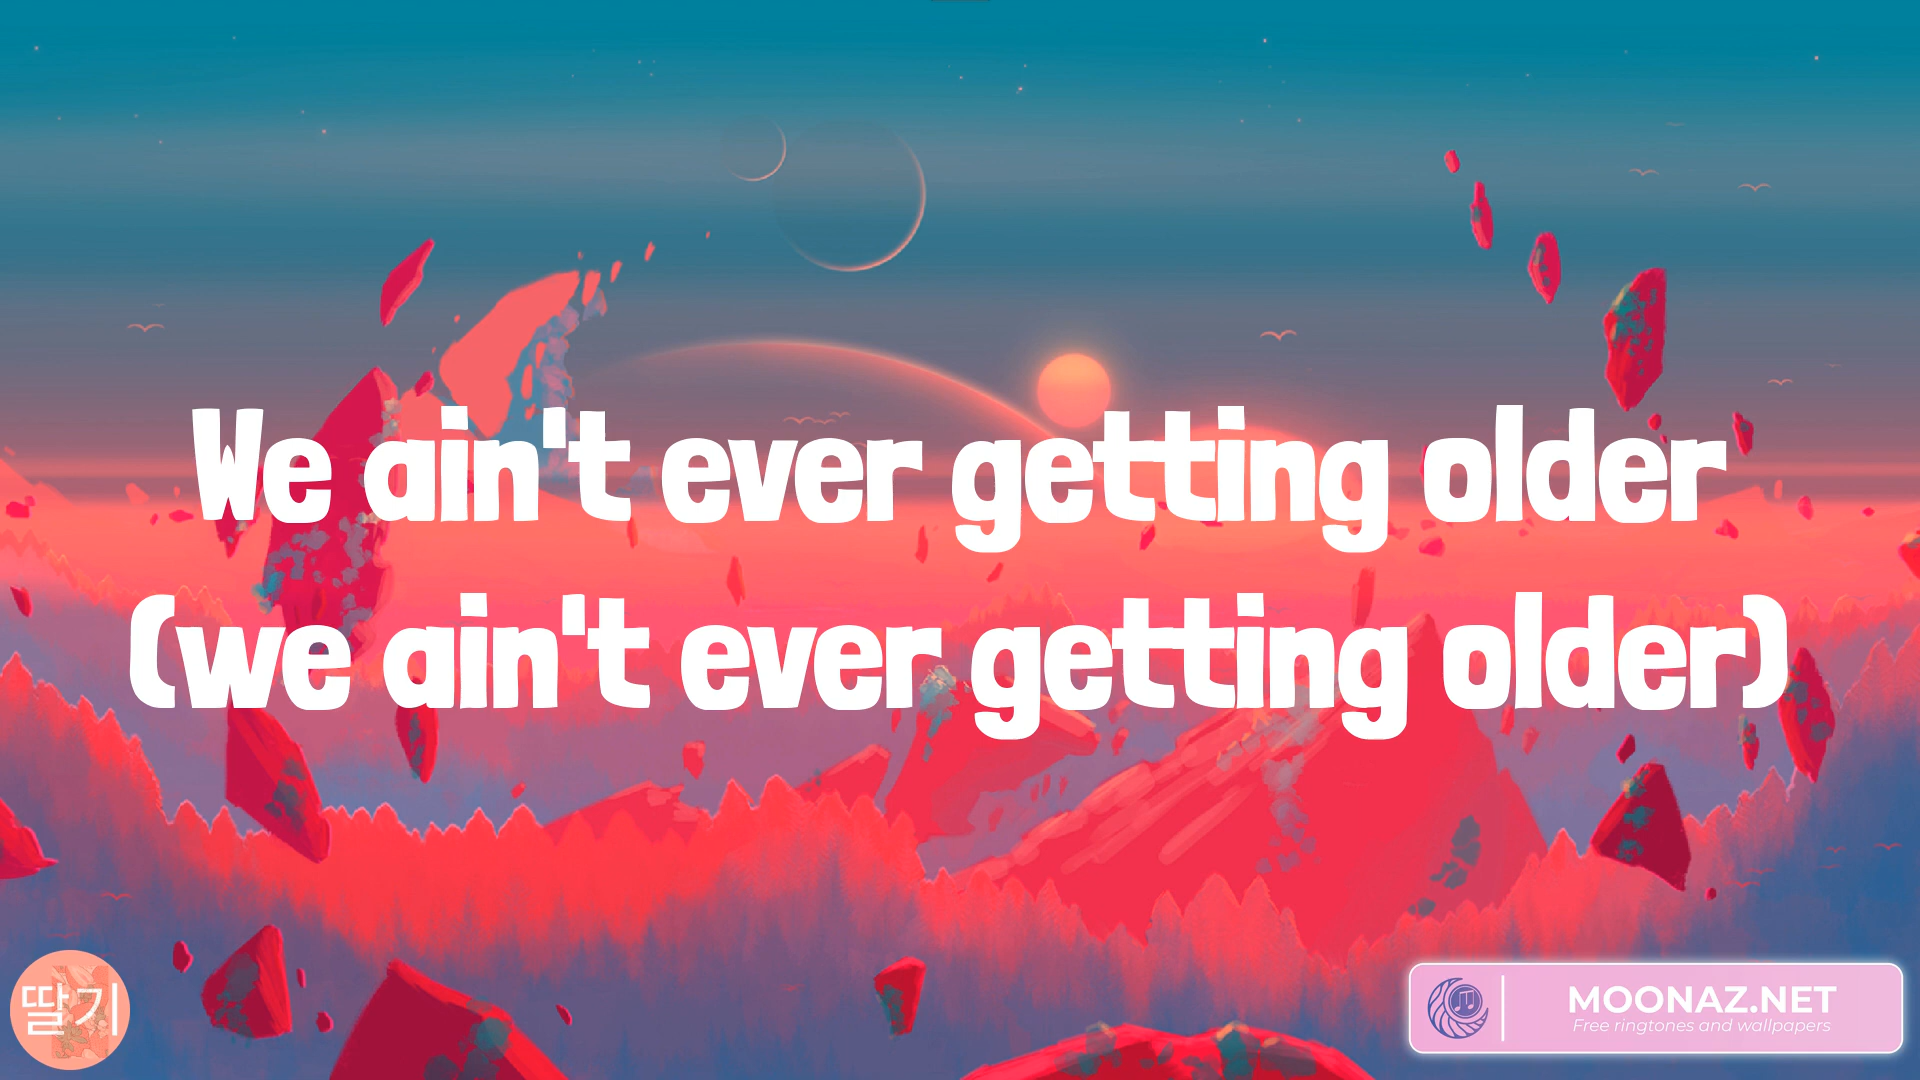 We ain't ever getting older
(we ain't ever getting older)
딸기
MOONAZ.NET
Free ringtones and wallpapers